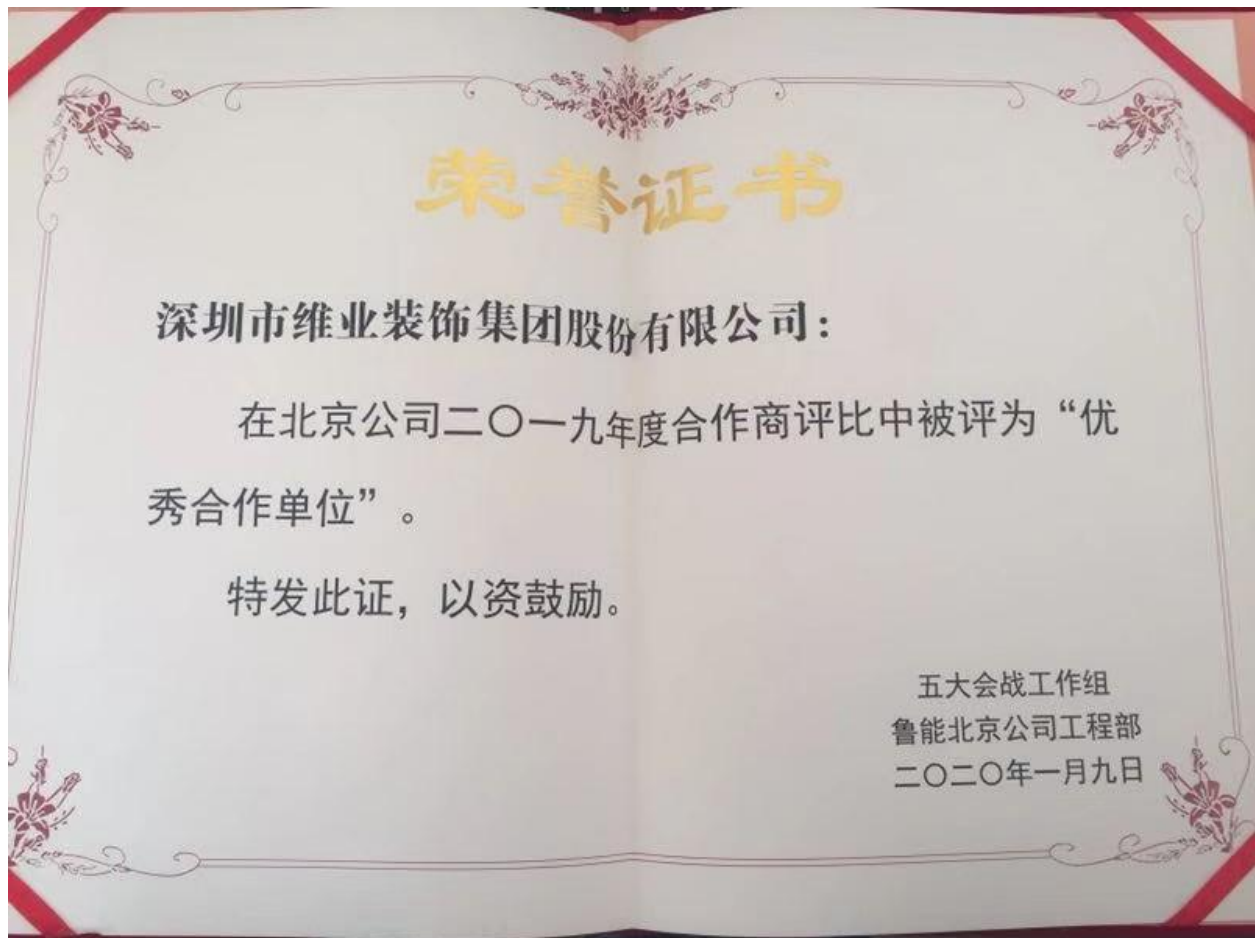 荣誉证书
深圳市维业装饰集团股份有限公司：
在北京公司二〇一九年度合作商评比中被评为“优
秀合作单位”。
特发此证，以资鼓励。
五大会战工作组
鲁能北京公司工程部
二〇二〇年一月九日